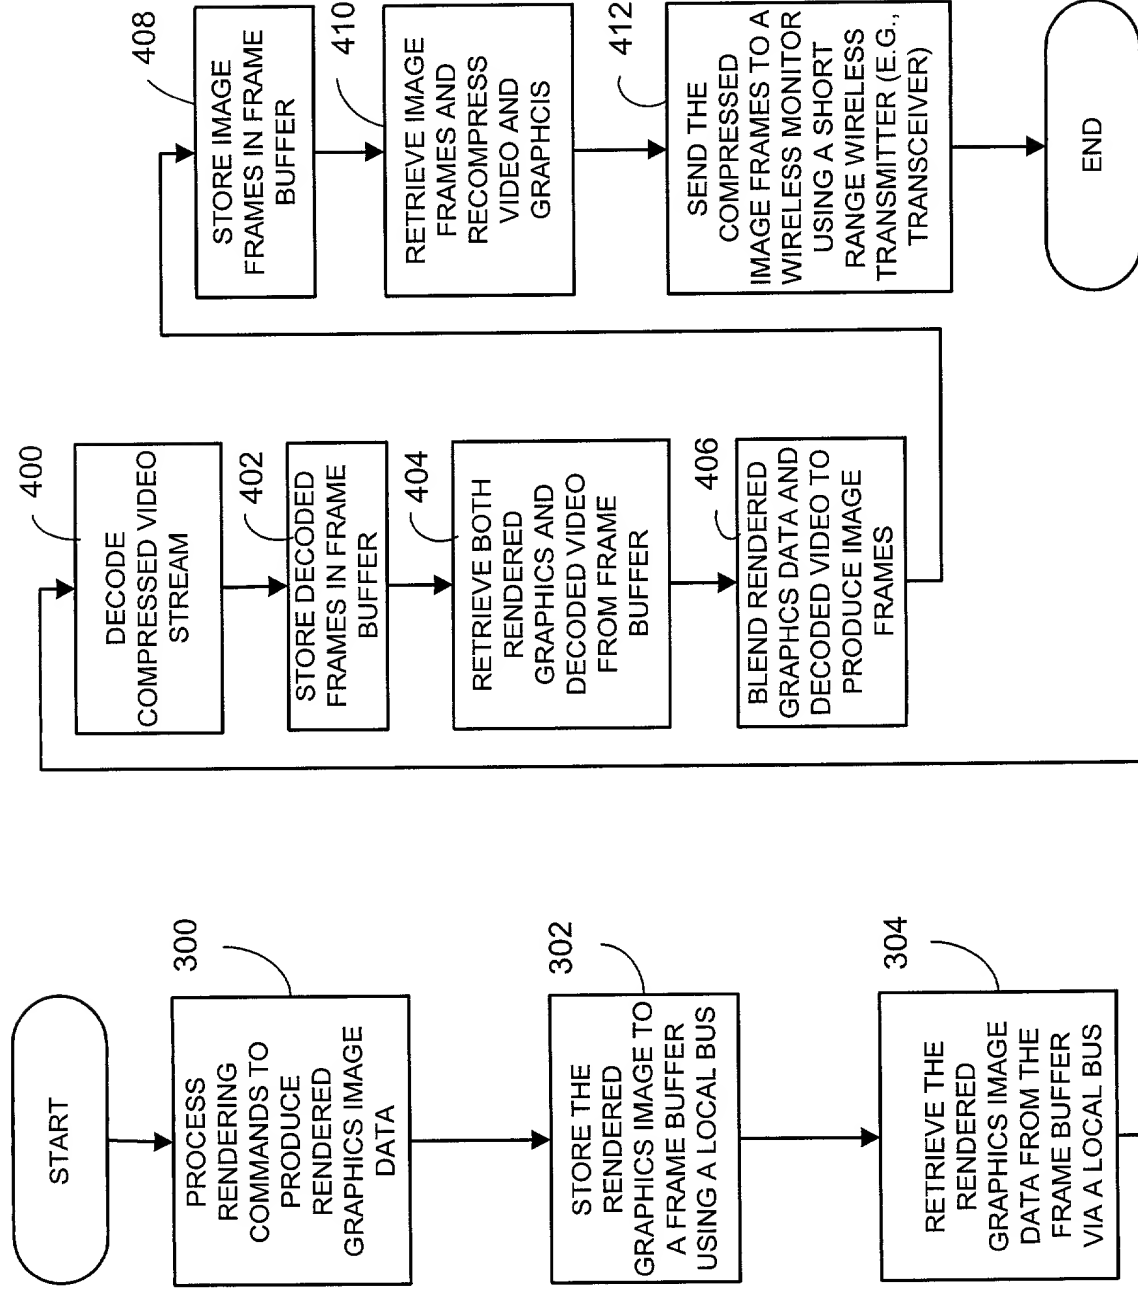 START
PROCESS
RENDERING
COMMANDS TO
PRODUCE
RENDERED
GRAPHICS IMAGE
DATA
300
STORE THE
RENDERED
GRAPHICS IMAGE TO
A FRAME BUFFER
USING A LOCAL BUS
302
RETRIEVE THE
RENDERED
GRAPHICS IMAGE
DATA FROM THE
FRAME BUFFER
VIA A LOCAL BUS
304
DECODE
COMPRESSED VIDEO
STREAM
400
STORE DECODED
FRAMES IN FRAME
BUFFER
402
RETRIEVE BOTH
RENDERED
GRAPHICS AND
DECODED VIDEO
FROM FRAME
BUFFER
404
BLEND RENDERED
GRAPHCS DATA AND
DECODED VIDEO TO
PRODUCE IMAGE
FRAMES
406
STORE IMAGE
FRAMES IN FRAME
BUFFER
408
RETRIEVE IMAGE
FRAMES AND
RECOMPRESS
VIDEO AND
GRAPHCIS
410
SEND THE
COMPRESSED
IMAGE FRAMES TO A
WIRELESS MONITOR
USING A SHORT
RANGE WIRELESS
TRANSMITTER (E.G.,
TRANSCEIVER)
412
END